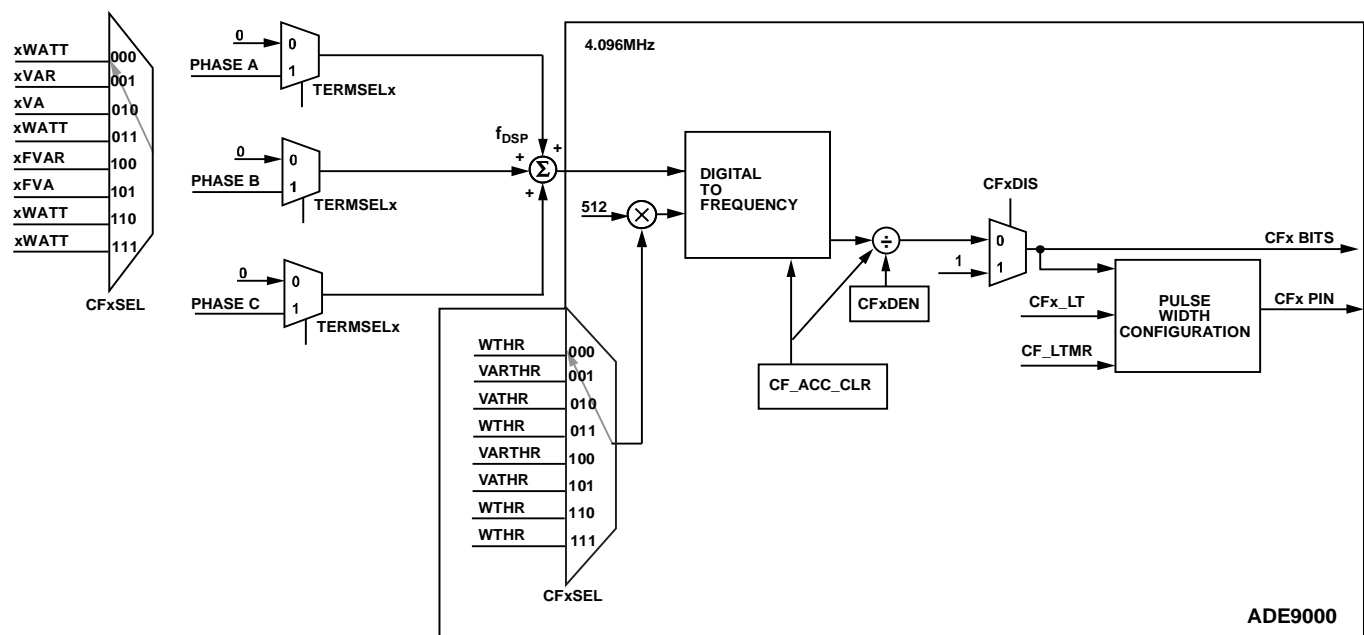 xWATT
xVAR
xVA
xWATT
xFVAR
xFVA
xWATT
xWATT
000
001
010
011
100
101
110
111
CFxSEL
0
0
PHASE A
1
TERMSELx
0
0
PHASE B
1
TERMSELx
0
0
PHASE C
1
TERMSELx
fDSP
+
+
+
Σ
4.096MHz
512
×
DIGITAL
TO
FREQUENCY
÷
CFxDEN
CF_ACC_CLR
CFxDIS
0
1
1
CFx BITS
CFx_LT
CF_LTMR
PULSE
WIDTH
CONFIGURATION
CFx PIN
WTHR
VARTHR
VATHR
WTHR
VARTHR
VATHR
WTHR
WTHR
000
001
010
011
100
101
110
111
CFxSEL
ADE9000